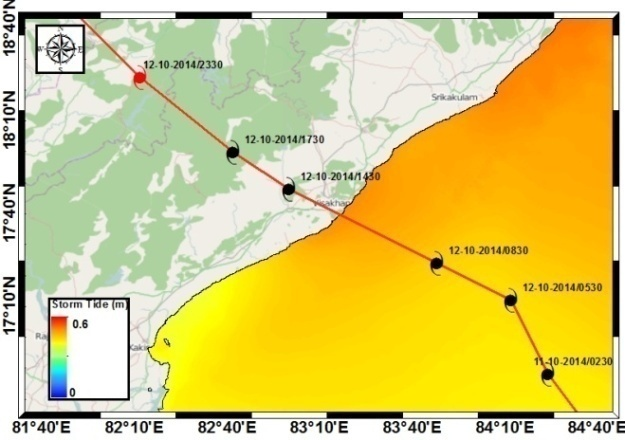 18°40'N
12-10-2014/2330
Srikakulam
18°10'N
12-10-2014/1730
12-10-2014/1430
17°40'N
12-10-2014/0830
12-10-2014/0530
17°10'N
Storm Tide (m)
0.6
0
11-10-2014/0230
81°40'E 82°10'E 82°40'E 83°10'E 83°40'E 84°10'E 84°40'E